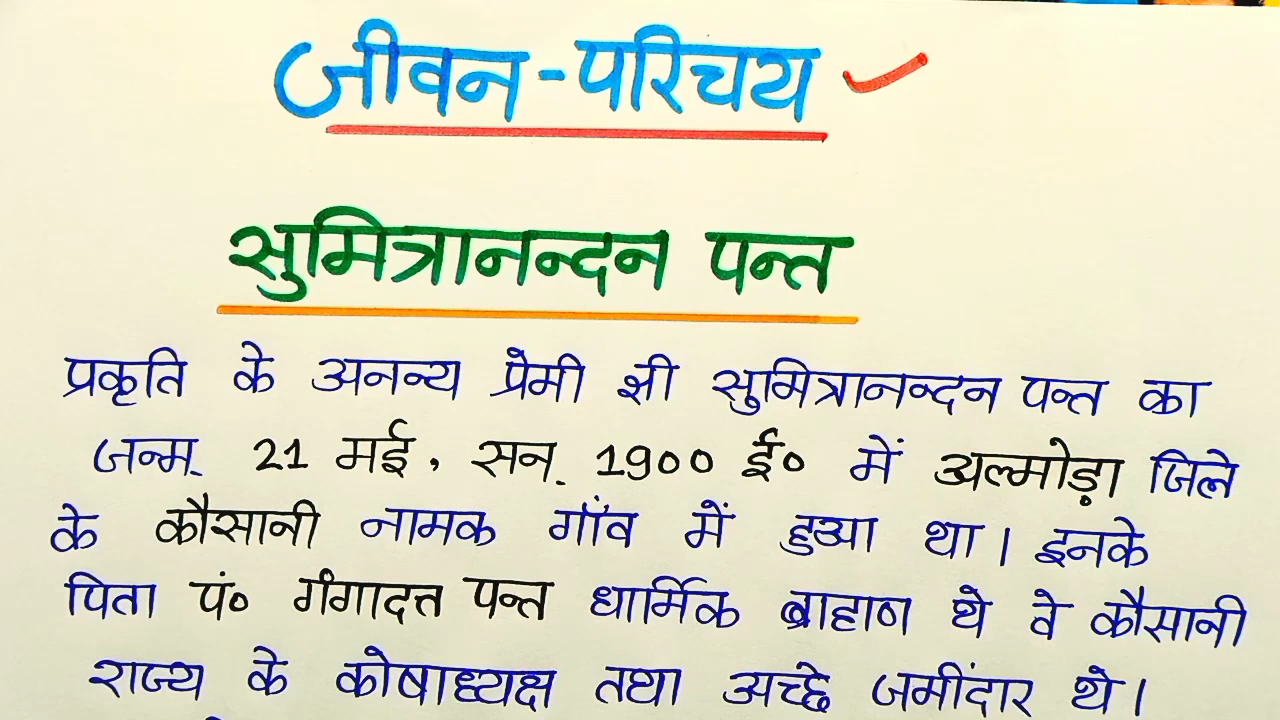 जीवन-परिचय
सुमित्रानन्दन पन्त
प्रकृति के अनन्य प्रेमी श्री सुमित्रानन्दन पन्त का
जन्म. 21 मई, सन्. 1900 ई० में अल्मोड़ा जिले
के कौसानी नामक गाँव में हुआ था। इनके
पिता पं० गंगादत्त पन्त धार्मिक ब्राह्मण थे वे कौसानी
राज्य के कोषाध्यक्ष तथा अच्छे जमींदार थे।